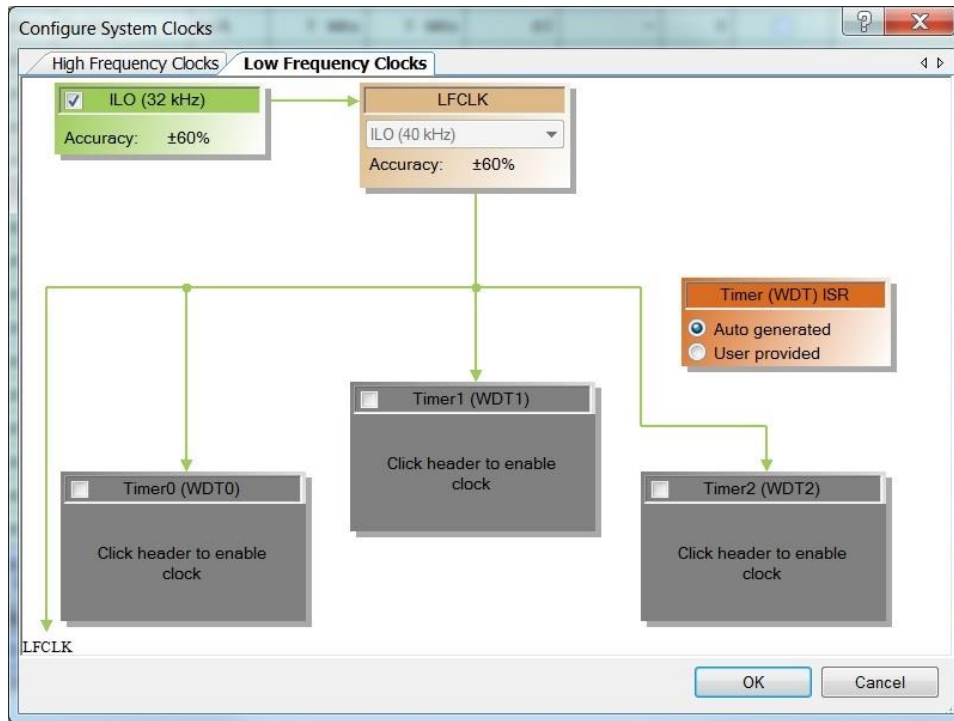 Configure System Clocks
High Frequency Clocks
Low Frequency Clocks
ILO (32 kHz)
Accuracy: ±60%
LFCLK
ILO (40 kHz)
Accuracy: ±60%
Timer (WDT) ISR
Auto generated
User provided
Timer1 (WDT1)
Click header to enable
clock
Timer0 (WDT0)
Click header to enable
clock
Timer2 (WDT2)
Click header to enable
clock
LFCLK
OK
Cancel